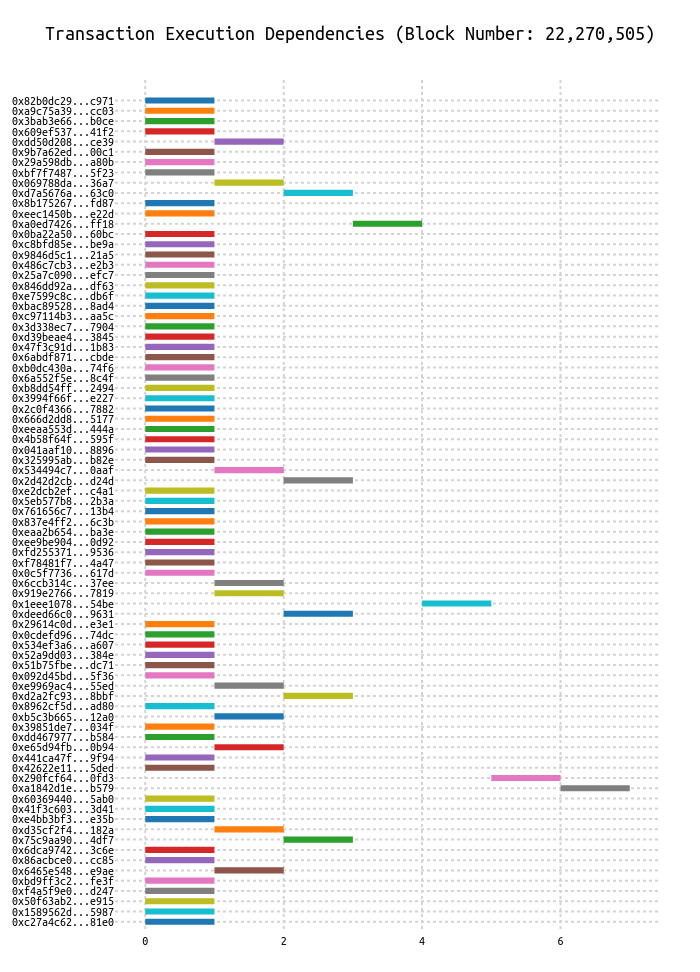 Transaction Execution Dependencies (Block Number: 22,270,505)
0x82b0dc29...c971
0xa9c75a39...cc03
0x3bab3e66...b0ce
0x609ef537...41f2
0xdd50d208...ce39
0x9b7a62ed...00c1
0x29a598db...a80b
0xbf7f7487...5f23
0x069788da...36a7
0xd7a5676a...63c0
0x8b175267...fd87
0xeec1450b...e22d
0xa0ed7426...ff18
0x0ba22a50...60bc
0xc8bfd85e...be9a
0x9846d5c1...21a5
0x486c7cb3...e2b3
0x25a7c090...efc7
0x846dd92a...df63
0xe7599c8c...db6f
0xbac89528...8ad4
0xc97114b3...aa5c
0x3d338ec7...7904
0xd39beae4...3845
0x47f3c91d...1b83
0x6abdf871...cbde
0xb0dc430a...74f6
0x6a552f5e...8c4f
0xb8dd54ff...2494
0x3994f66f...e227
0x2c0f4366...7882
0x666d2dd8...5177
0xeeaa553d...444a
0x4b58f64f...595f
0x041aaf10...8896
0x325995ab...b82e
0x534494c7...0aaf
0x2d42d2cb...d24d
0xe2dcb2ef...c4a1
0x5eb577b8...2b3a
0x761656c7...13b4
0x837e4ff2...6c3b
0xeaa2b654...ba3e
0xee9be904...0d92
0xfd255371...9536
0xf78481f7...4a47
0x0c5f7736...617d
0x6ccb314c...37ee
0x919e2766...7819
0x1eee1078...54be
0xdeed66c0...9631
0x29614c0d...e3e1
0x0cdefd96...74dc
0x534ef3a6...a607
0x52a9dd03...384e
0x51b75fbe...dc71
0x092d45bd...5f36
0xe9969ac4...55ed
0xd2a2fc93...8bbf
0x8962cf5d...ad80
0xb5c3b665...12a0
0x39851de7...034f
0xdd467977...b584
0xe65d94fb...0b94
0x441ca47f...9f94
0x42622e11...5ded
0x290fcf64...0fd3
0xa1842d1e...b579
0x60369440...5ab0
0x41f3c603...3d41
0xe4bb3bf3...e35b
0xd35cf2f4...182a
0x75c9aa90...4df7
0x6dca9742...3c6e
0x86acbce0...cc85
0x6465e548...e9ae
0xbd9ff3c2...fe3f
0xf4a5f9e0...d247
0x50f63ab2...e915
0x1589562d...5987
0xc27a4c62...81e0
0 2 4 6